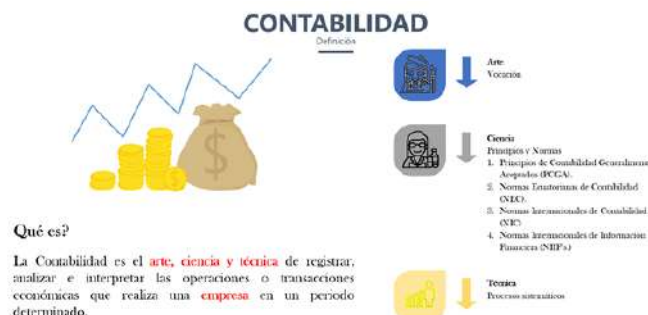 CONTABILIDAD
Definición
Arte
Vocación
Ciencia
Principios y Normas
1. Principios de Contabilidad Generalmente
Aceptados (PCGA).
2. Normas Ecuatorianas de Contabilidad
(NEC).
3. Normas Internacionales de Contabilidad
(NIC)
4. Normas Internacionales de Información
Financiera (NIIF's)
Técnica
Procesos sistemáticos
Qué es?
La Contabilidad es el arte, ciencia y técnica de registrar,
analizar e interpretar las operaciones o transacciones
económicas que realiza una empresa en un periodo
determinado.